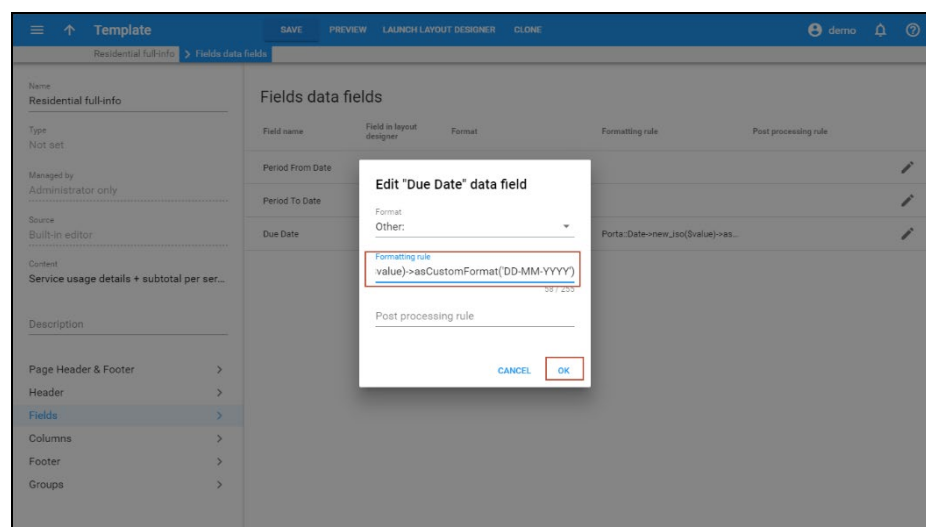 Template
SAVE PREVIEW LAUNCH LAYOUT DESIGNER CLONE
demo
Residential full-info > Fields data fields
Name
Residential full-info
Type
Not set
Managed by
Administrator only
Source
Built-in editor
Content
Service usage details + subtotal per ser...
Description
Page Header & Footer
Header
Fields
Columns
Footer
Groups
Fields data fields
Field name
Field in layout
designer
Format
Formatting rule
Post processing rule
Period From Date
Period To Date
Due Date
Porta::Date->new_iso($value)->as...
Edit "Due Date" data field
Format
Other:
Formatting rule
value)->asCustomFormat('DD-MM-YYYY')
58 / 255
Post processing rule
CANCEL
OK